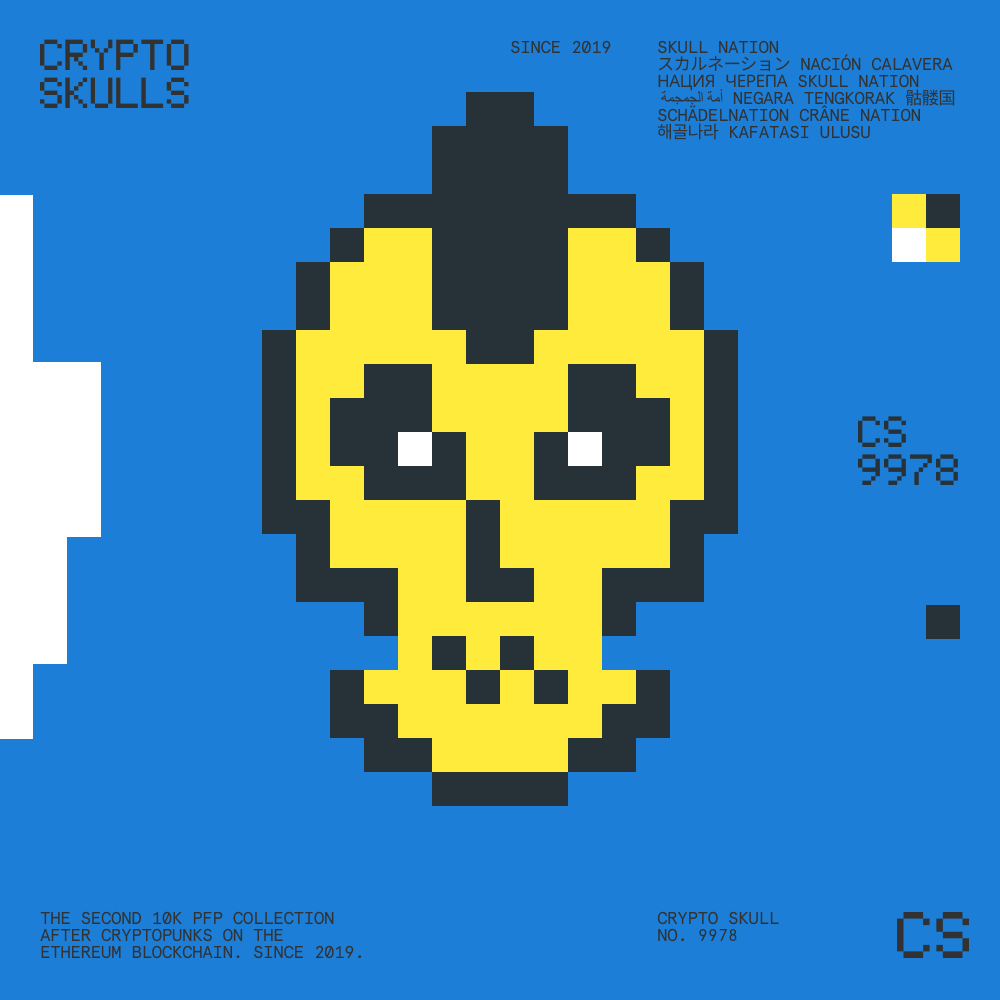 CRYPTO
SKULLS
SINCE 2019
SKULL NATION
スカルネーション NACIÓN CALAVERA
НАЦИЯ ЧЕРЕПА SKULL NATION
أمة الجمجمة NEGARA TENGKORAK 骷髅国
SCHÄDELNATION CRÂNE NATION
해골나라 KAFATASI ULUSU
CS
9978
THE SECOND 10K PFP COLLECTION
AFTER CRYPTOPUNKS ON THE
ETHEREUM BLOCKCHAIN. SINCE 2019.
CRYPTO SKULL
NO. 9978
CS